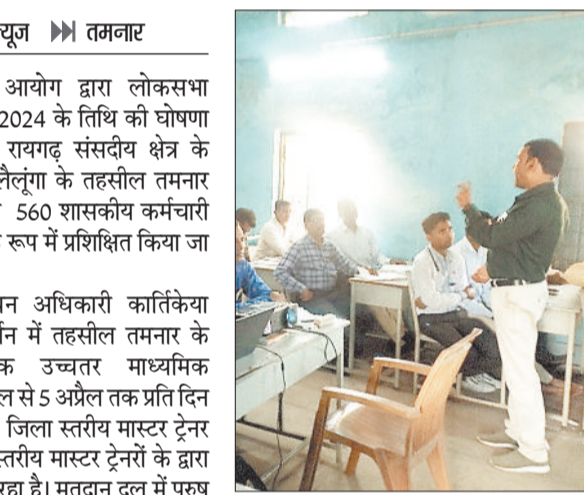 न्यूज तमनार
आयोग द्वारा लोकसभा
2024 के तिथि की घोषणा
रायगढ़ संसदीय क्षेत्र के
लैलूंगा के तहसील तमनार
560 शासकीय कर्मचारी
रूप में प्रशिक्षित किया जा
अधिकारी कार्तिकेया
में तहसील तमनार के
उच्चतर माध्यमिक
से 5 अप्रैल तक प्रति दिन
जिला स्तरीय मास्टर ट्रेनर
स्तरीय मास्टर ट्रेनरों के द्वारा
रहा है। मतदान दल में पुरुष